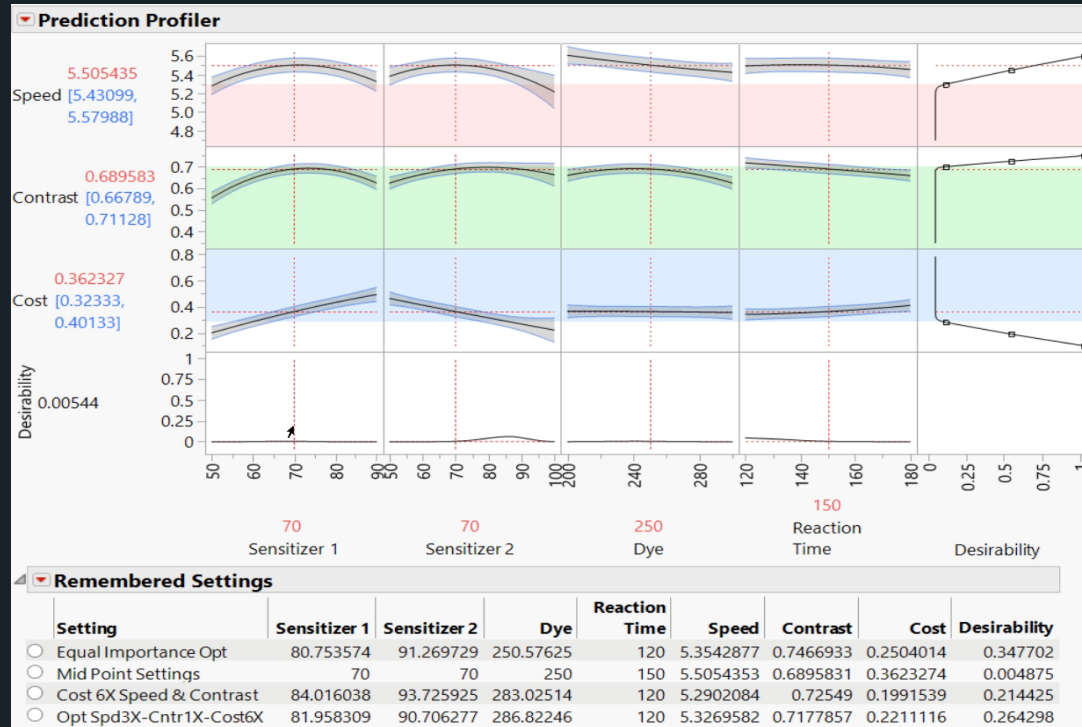 Prediction Profiler
5.505435
Speed [5.43099,
5.57988]
5.6
5.4
5.2
5.0
4.8
0.689583
Contrast [0.66789,
0.71128]
0.7
0.6
0.5
0.4
0.362327
Cost [0.32333,
0.40133]
0.8
0.6
0.4
0.2
Desirability
0.00544
1
0.75
0.5
0.25
0
50 60 70 80 90 50 60 70 80 90 100 200 240 280 120 140 160 180 0 0.25 0.5 0.75 1
70
Sensitizer 1
70
Sensitizer 2
250
Dye
150
Reaction
Time
Desirability
Remembered Settings
Setting Sensitizer 1 Sensitizer 2 Dye Reaction Time Speed Contrast Cost Desirability
Equal Importance Opt 80.753574 91.269729 250.57625 120 5.3542877 0.7466933 0.2504014 0.347702
Mid Point Settings 70 70 250 150 5.5054353 0.6895831 0.3623274 0.004875
Cost 6X Speed & Contrast 84.016038 93.725925 283.02514 120 5.2902084 0.72549 0.1991539 0.214425
Opt Spd3X-Cntr1X-Cost6X 81.958309 90.706277 286.82246 120 5.3269582 0.7177857 0.2211116 0.264298